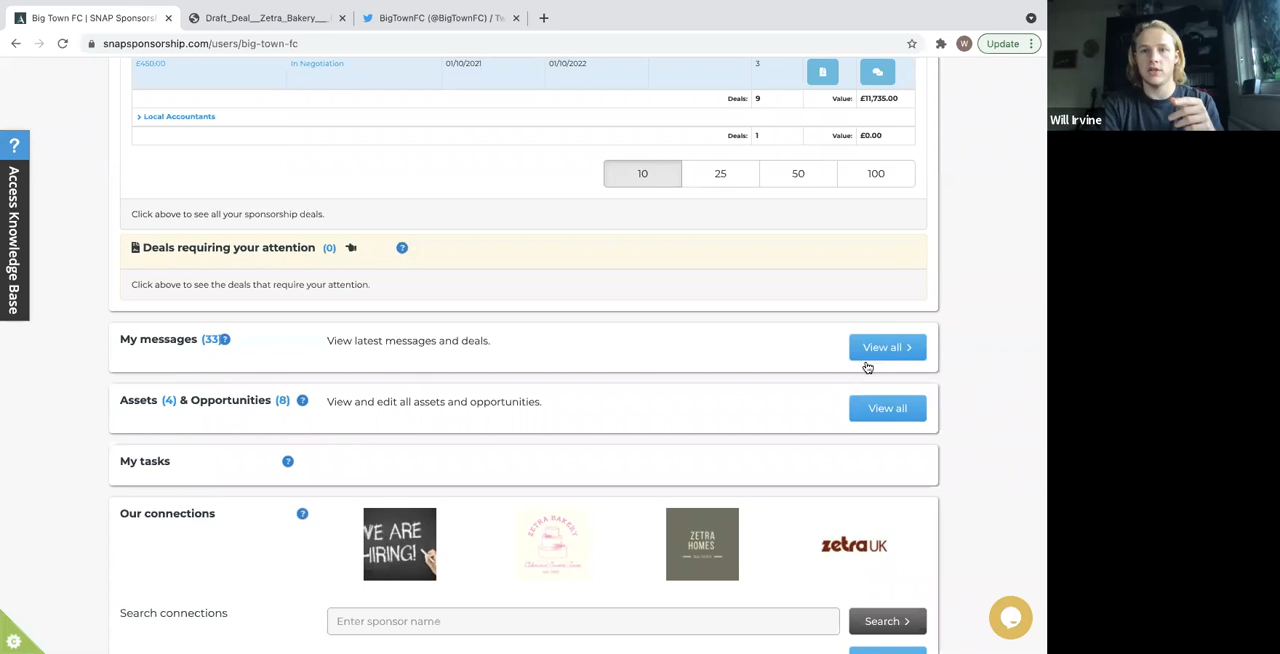 Big Town FC | SNAP Sponsors
Draft_Deal__Zetra_Bakery___
BigTownFC (@BigTownFC) / Tw
snapsponsorship.com/users/big-town-fc
W
Update
£450.00 In Negotiation 01/10/2021 01/10/2022 3
Deals: 9 Value: £11,735.00
Local Accountants
Deals: 1 Value: £0.00
10 25 50 100
Click above to see all your sponsorship deals.
Deals requiring your attention (0) ?
Click above to see the deals that require your attention.
My messages (33) ? View latest messages and deals. View all >
Assets (4) & Opportunities (8) ? View and edit all assets and opportunities. View all
My tasks ?
Our connections ?
WE ARE
HIRING!
ZETRA BAKERY
ZETRA
HOMES
zetra UK
Search connections Enter sponsor name Search >
? Access Knowledge Base
Will Irvine